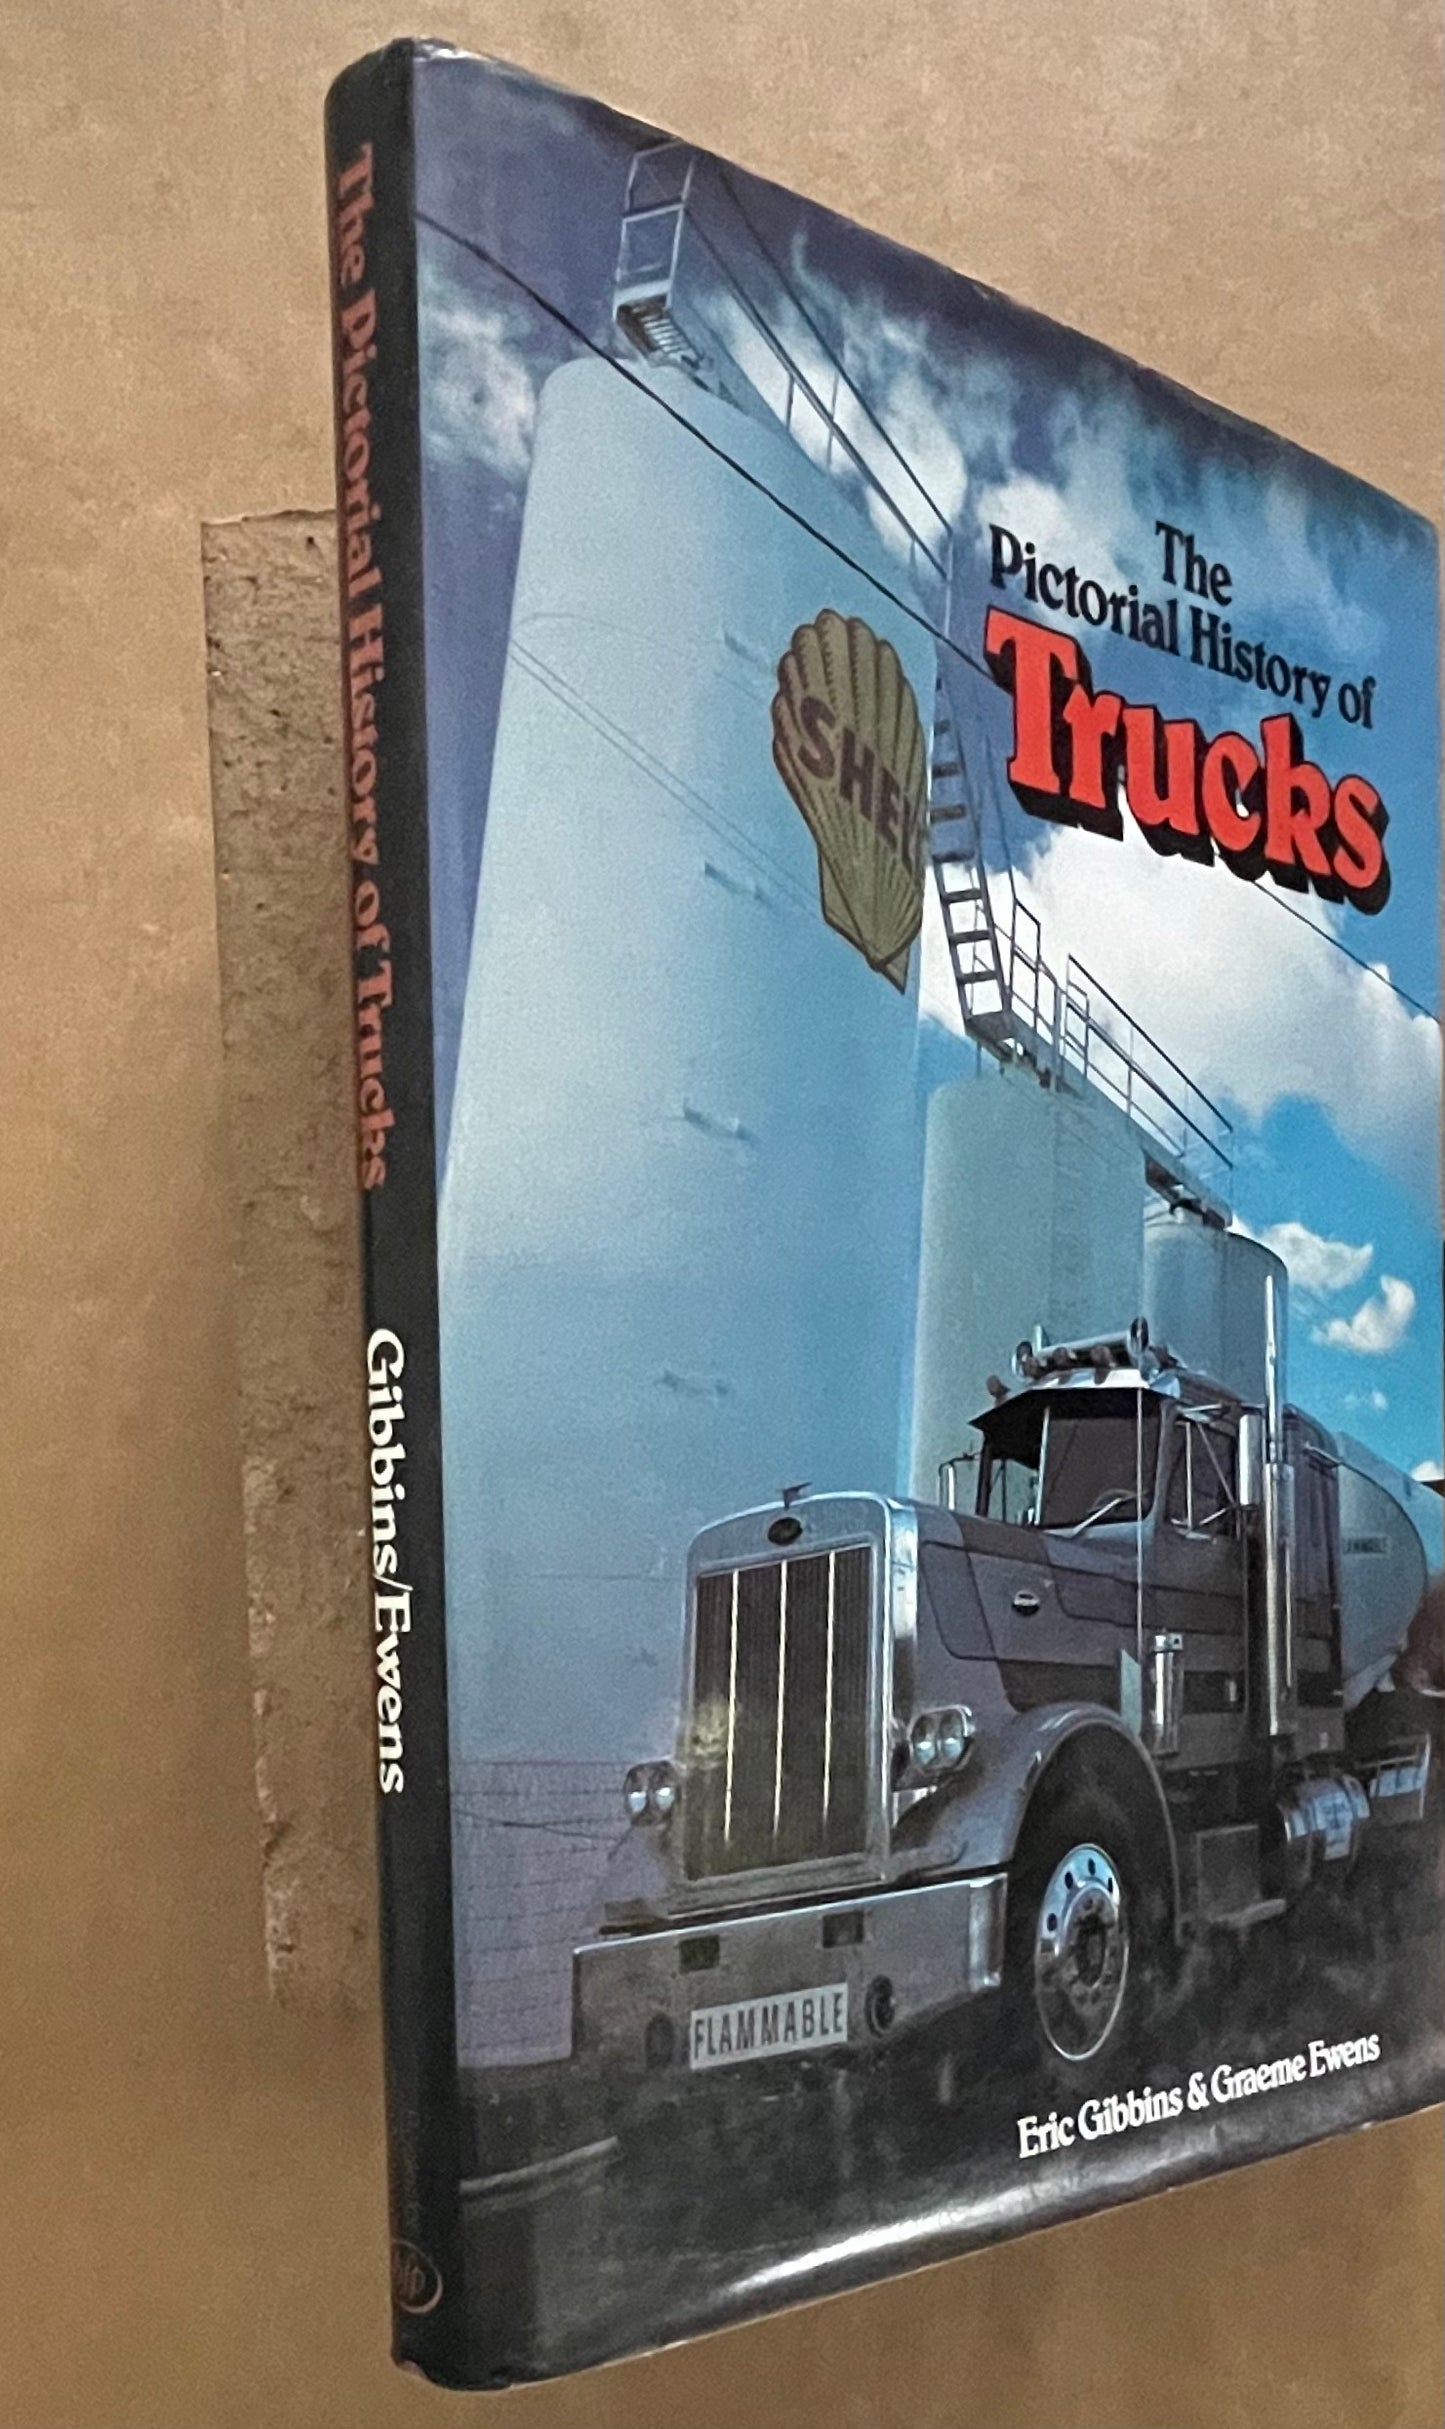 The Pictorial History of Trucks
Gibbins/Ewens
The
Pictorial History of
Trucks
SHELL
FLAMMABLE
Eric Gibbins & Graeme Ewens